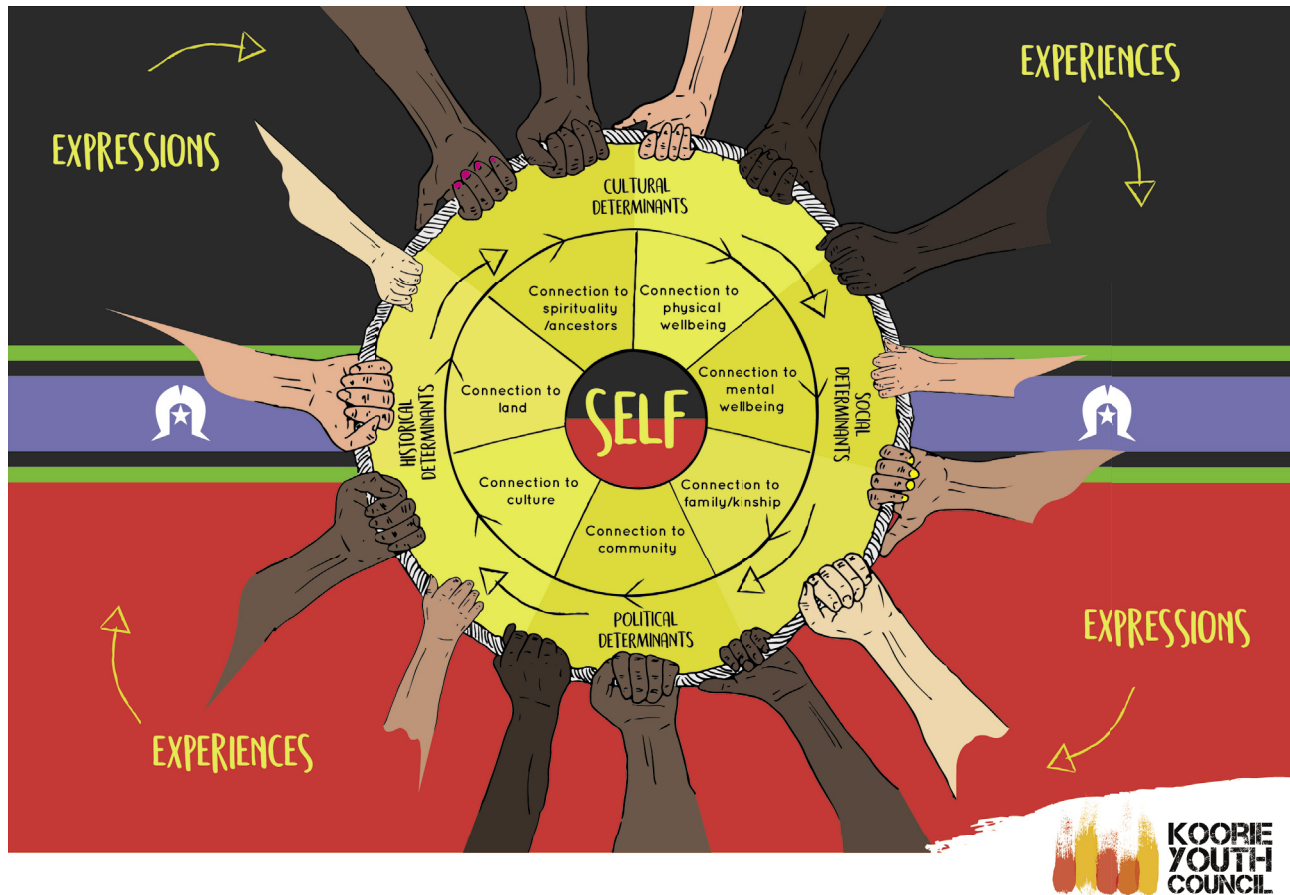 EXPRESSIONS
EXPERIENCES
CULTURAL
DETERMINANTS
Connection to
spirituality
/ancestors
Connection to
physical
wellbeing
Connection to
land
SELF
Connection to
mental
wellbeing
SOCIAL
DETERMINANTS
HISTORICAL
DETERMINANTS
Connection to
culture
Connection to
community
Connection to
family/kinship
POLITICAL
DETERMINANTS
EXPERIENCES
EXPRESSIONS
KOORIE
YOUTH
COUNCIL